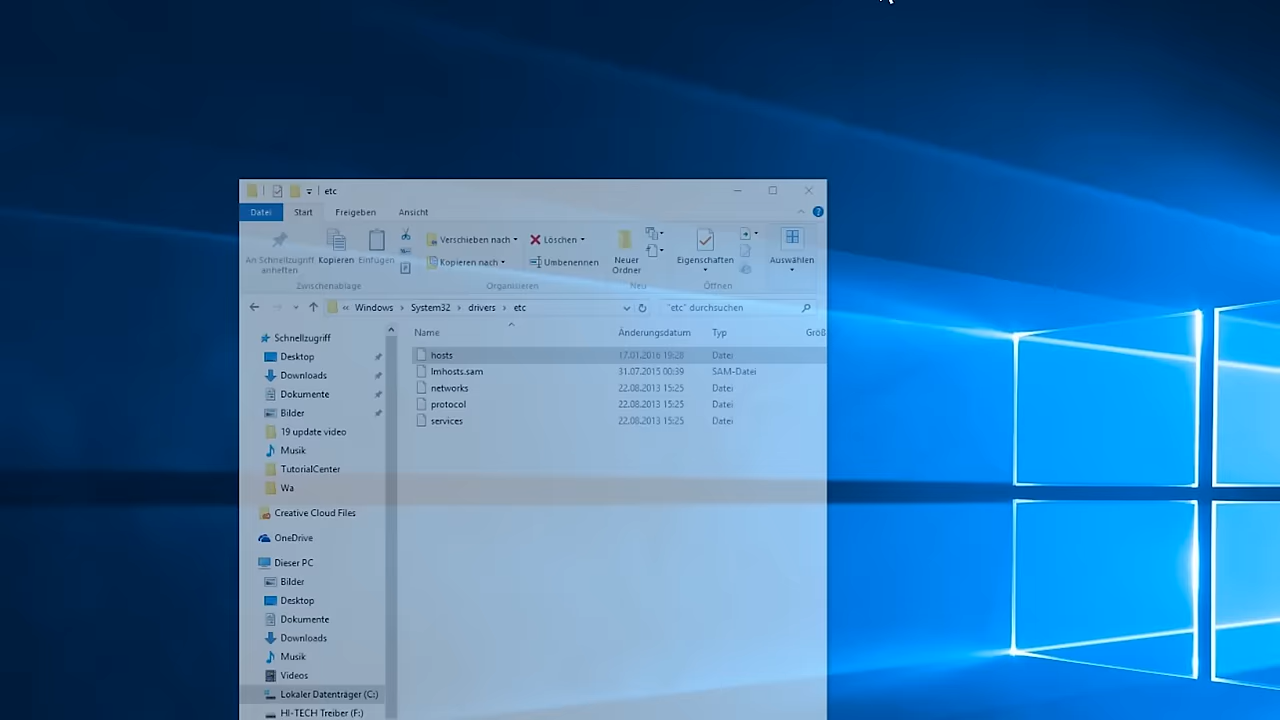 etc
Datei Start Freigeben Ansicht
An Schnellzugriff anheften
Kopieren
Einfügen
Verschieben nach
Kopieren nach
Löschen
Umbenennen
Neuer Ordner
Eigenschaften
Auswählen
Zwischenablage Organisieren Neu Öffnen
« Windows › System32 › drivers › etc
"etc" durchsuchen
Name Änderungsdatum Typ Größ
hosts 17.01.2016 19:28 Datei
lmhosts.sam 31.07.2015 00:39 SAM-Datei
networks 22.08.2013 15:25 Datei
protocol 22.08.2013 15:25 Datei
services 22.08.2013 15:25 Datei
Schnellzugriff
Desktop
Downloads
Dokumente
Bilder
19 update video
Musik
TutorialCenter
Wa
Creative Cloud Files
OneDrive
Dieser PC
Bilder
Desktop
Dokumente
Downloads
Musik
Videos
Lokaler Datenträger (C:)
HI-TECH Treiber (F:)